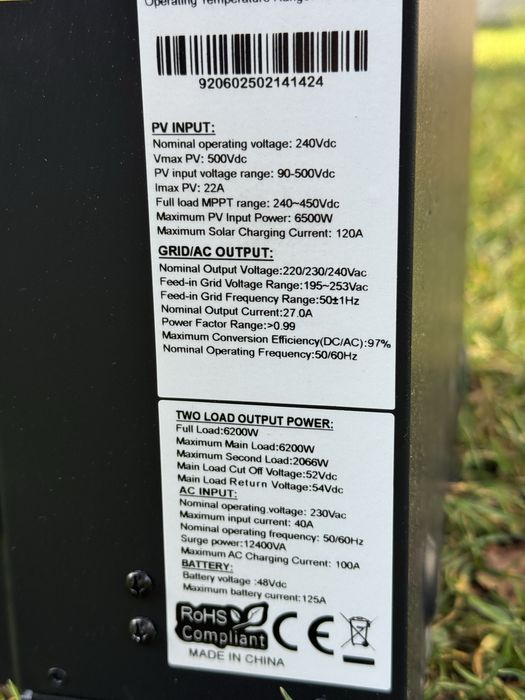 Operating Temperature Range
920602502141424
PV INPUT:
Nominal operating voltage: 240Vdc
Vmax PV: 500Vdc
PV input voltage range: 90-500Vdc
Imax PV: 22A
Full load MPPT range: 240~450Vdc
Maximum PV Input Power: 6500W
Maximum Solar Charging Current: 120A
GRID/AC OUTPUT:
Nominal Output Voltage:220/230/240Vac
Feed-in Grid Voltage Range:195~253Vac
Feed-in Grid Frequency Range:50±1Hz
Nominal Output Current:27.0A
Power Factor Range:>0.99
Maximum Conversion Efficiency(DC/AC):97%
Nominal Operating Frequency:50/60Hz
TWO LOAD OUTPUT POWER:
Full Load:6200W
Maximum Main Load:6200W
Maximum Second Load:2066W
Main Load Cut Off Voltage:52Vdc
Main Load Return Voltage:54Vdc
AC INPUT:
Nominal operating.voltage: 230Vac
Maximum input current: 40A
Nominal operating frequency: 50/60Hz
Surge power:12400VA
Maximum AC Charging Current: 100A
BATTERY:
Battery voltage :48Vdc
Maximum battery current:125A
RoHS
Compliant
CE
MADE IN CHINA